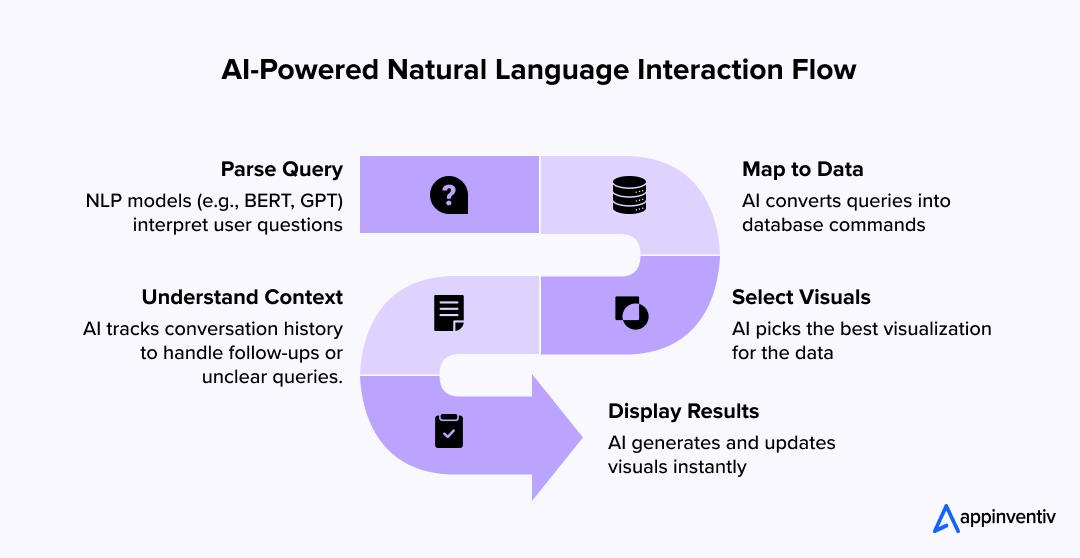 AI-Powered Natural Language Interaction Flow
Parse Query
NLP models (e.g., BERT, GPT)
interpret user questions
?
Map to Data
AI converts queries into
database commands
Select Visuals
AI picks the best visualization
for the data
Understand Context
AI tracks conversation history
to handle follow-ups or
unclear queries.
Display Results
AI generates and updates
visuals instantly
appinventiv